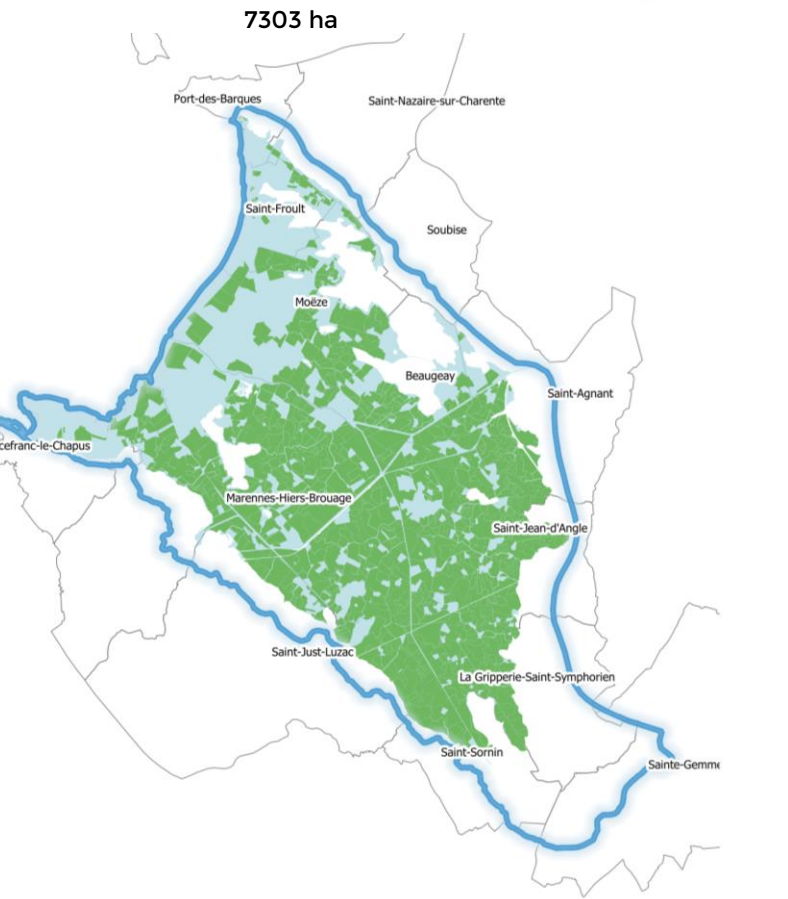 7303 ha
Port-des-Barques
Saint-Nazaire-sur-Charente
Saint-Froult
Soubise
Moëze
Beaugeay
Saint-Agnant
cefranc-le-Chapus
Marennes-Hiers-Brouage
Saint-Jean-d'Angle
Saint-Just-Luzac
La Gripperie-Saint-Symphorien
Saint-Sornin
Sainte-Gemme